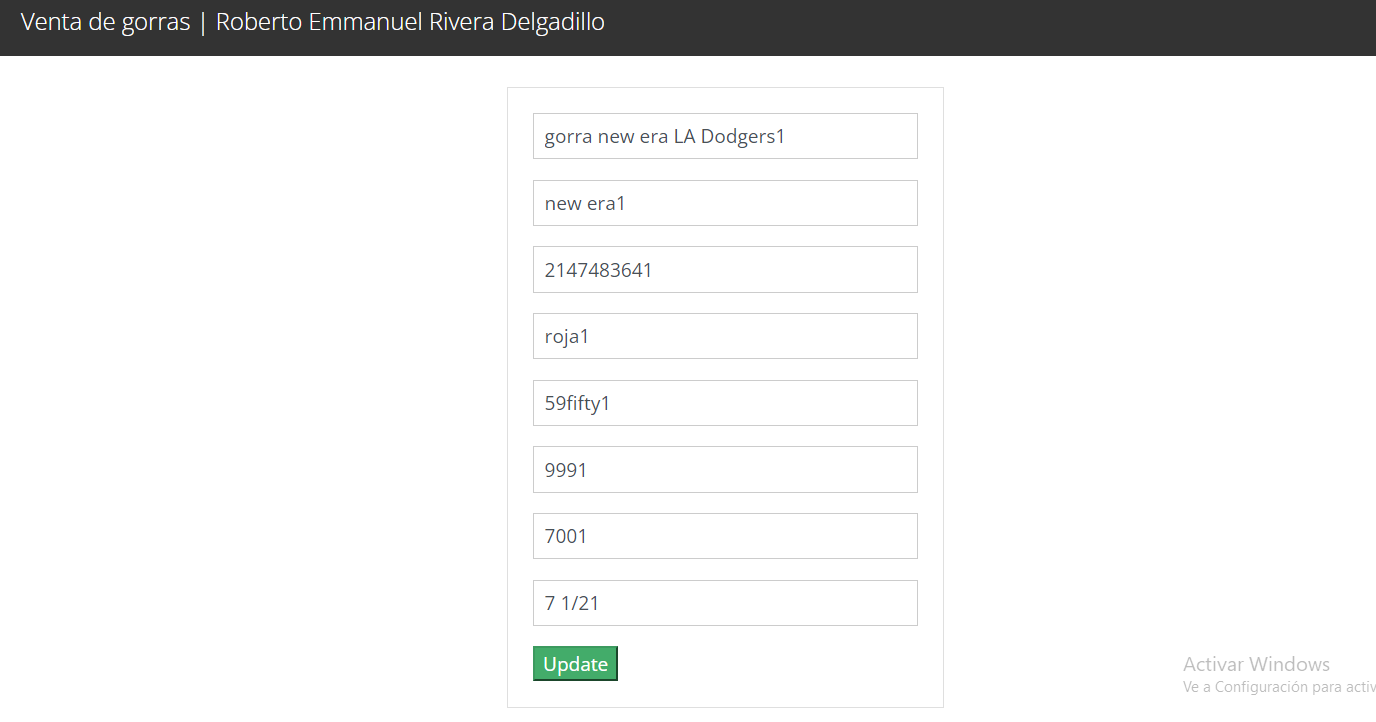 Venta de gorras | Roberto Emmanuel Rivera Delgadillo
gorra new era LA Dodgers1
new era1
2147483641
roja1
59fifty1
9991
7001
7 1/21
Update
Activar Windows
Ve a Configuración para activ